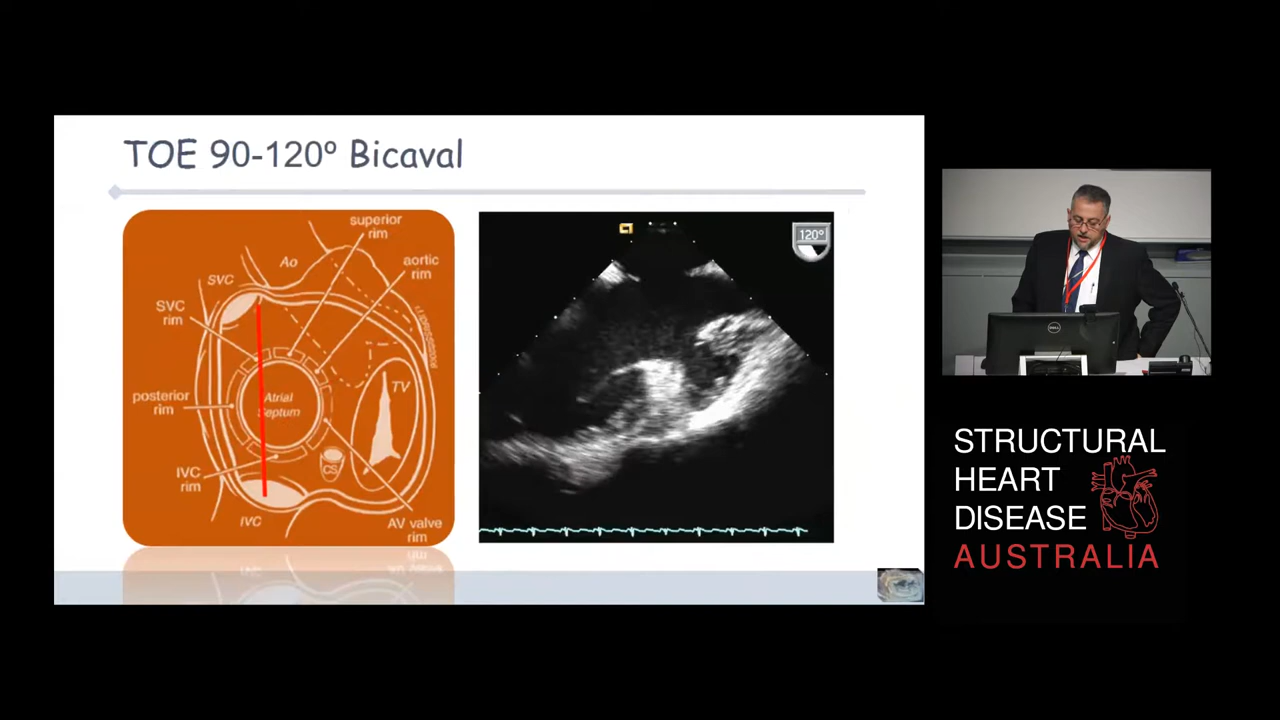 TOE 90-120º Bicaval
superior
rim
Ao
SVC
aortic
rim
SVC
rim
TV
Atrial
Septum
posterior
rim
IVC
rim
CS
IVC
AV valve
rim
120°
DELL
STRUCTURAL
HEART
DISEASE
AUSTRALIA